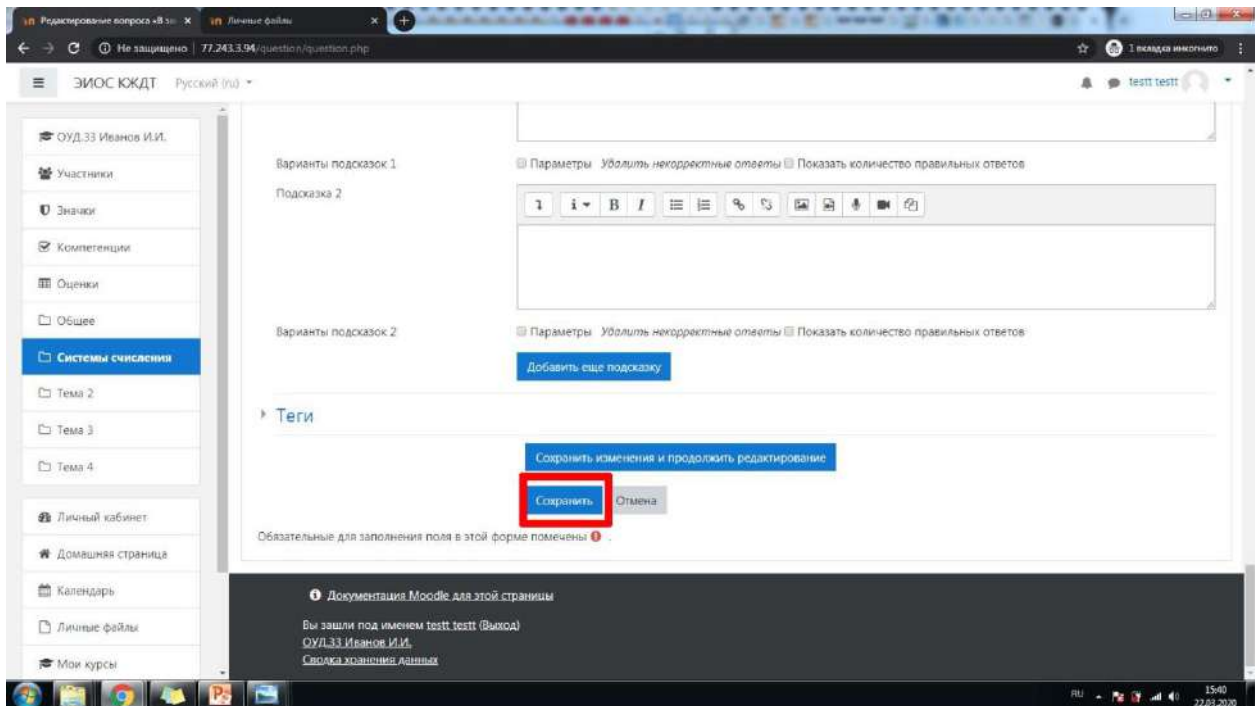 Редактирование вопроса «В за
Личные файлы
Не защищено 77.243.3.94/question/question.php
1 вкладка инкогнито
ЭИОС КЖДТ Русский (ru)
testt testt
ОУД.33 Иванов И.И.
Участники
Значки
Компетенции
Оценки
Общее
Системы счисления
Тема 2
Тема 3
Тема 4
Личный кабинет
Домашняя страница
Календарь
Личные файлы
Мои курсы
Варианты подсказок 1
Параметры Удалить некорректные ответы Показать количество правильных ответов
Подсказка 2
B I
Варианты подсказок 2
Параметры Удалить некорректные ответы Показать количество правильных ответов
Добавить еще подсказку
Теги
Сохранить изменения и продолжить редактирование
Сохранить Отмена
Обязательные для заполнения поля в этой форме помечены .
Документация Moodle для этой страницы
Вы зашли под именем testt testt (Выход)
ОУД.33 Иванов И.И.
Сводка хранения данных
RU
15:40
22.03.2020